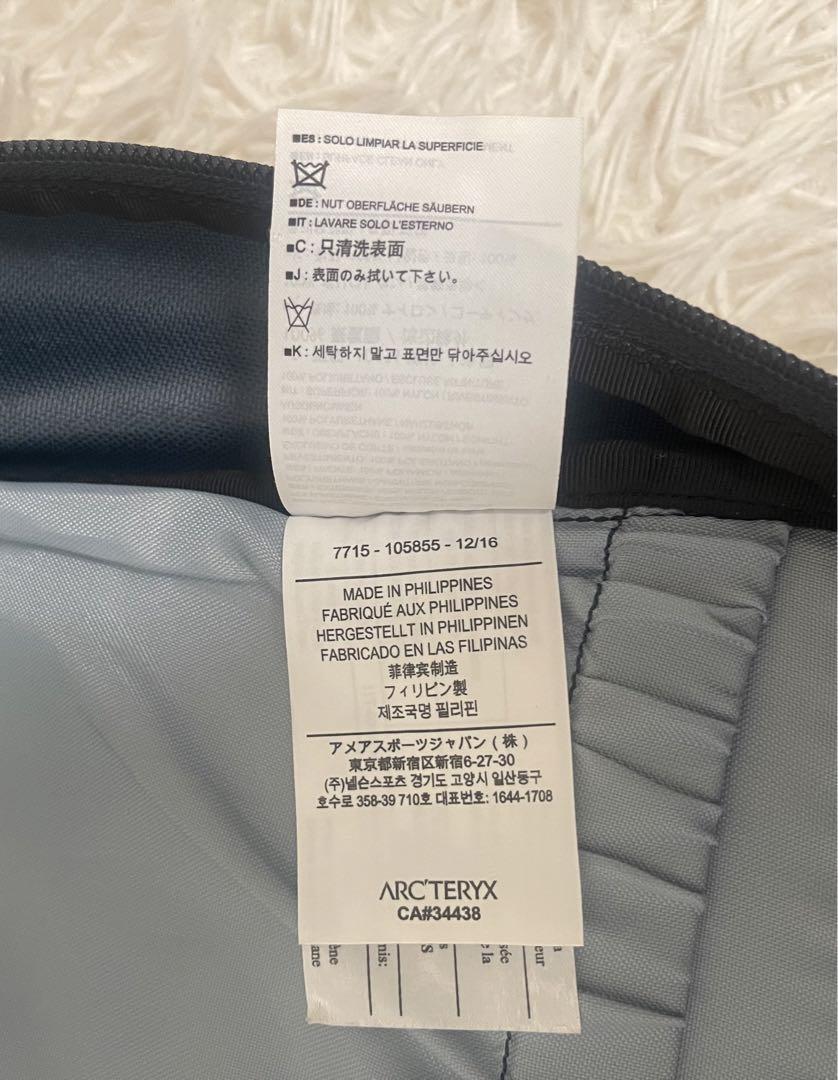 ■ES : SOLO LIMPIAR LA SUPERFICIE
■DE : NUT OBERFLÄCHE SÄUBERN
■IT : LAVARE SOLO L'ESTERNO
■C : 只清洗表面
■J : 表面のみ拭いて下さい。
■K : 세탁하지 말고 표면만 닦아주십시오
7715 - 105855 - 12/16
MADE IN PHILIPPINES
FABRIQUÉ AUX PHILIPPINES
HERGESTELLT IN PHILIPPINEN
FABRICADO EN LAS FILIPINAS
菲律宾制造
フィリピン製
제조국명 필리핀
アメアスポーツジャパン ( 株 )
東京都新宿区新宿6-27-30
(주)넬슨스포츠 경기도 고양시 일산동구
호수로 358-39 710호 대표번호: 1644-1708
ARC'TERYX
CA#34438